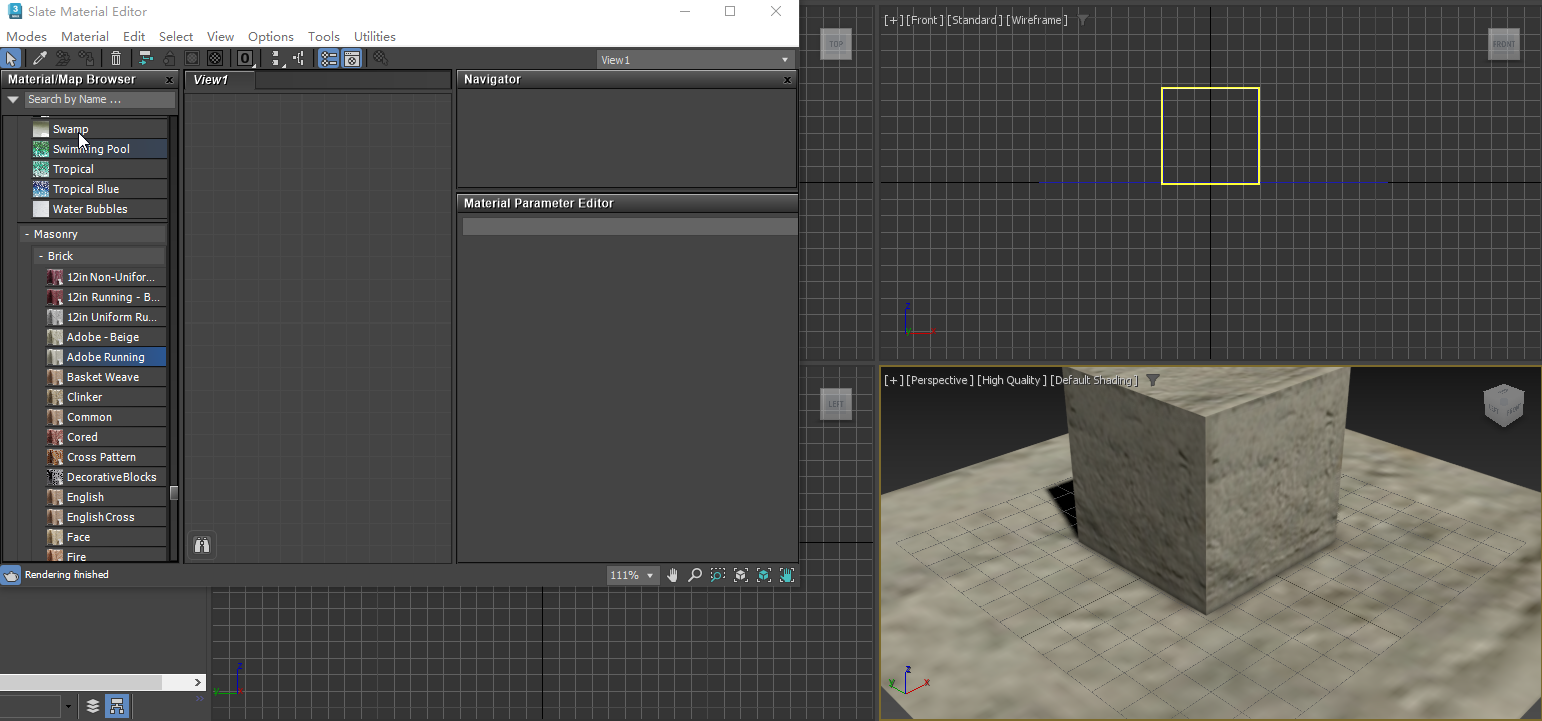 Slate Material Editor
Modes Material Edit Select View Options Tools Utilities
0
View1
Material/Map Browser x
View1
Navigator x
Search by Name ...
Swamp
Swimming Pool
Tropical
Tropical Blue
Water Bubbles
- Masonry
- Brick
12in Non-Unifor...
12in Running - B...
12in Uniform Ru...
Adobe - Beige
Adobe Running
Basket Weave
Clinker
Common
Cored
Cross Pattern
DecorativeBlocks
English
English Cross
Face
Fire
Material Parameter Editor
Rendering finished
111%
TOP
[+] [Front ] [Standard ] [Wireframe ]
FRONT
z
y
x
LEFT
[+] [Perspective ] [High Quality ] [Default Shading ]
z
y
x
z
y